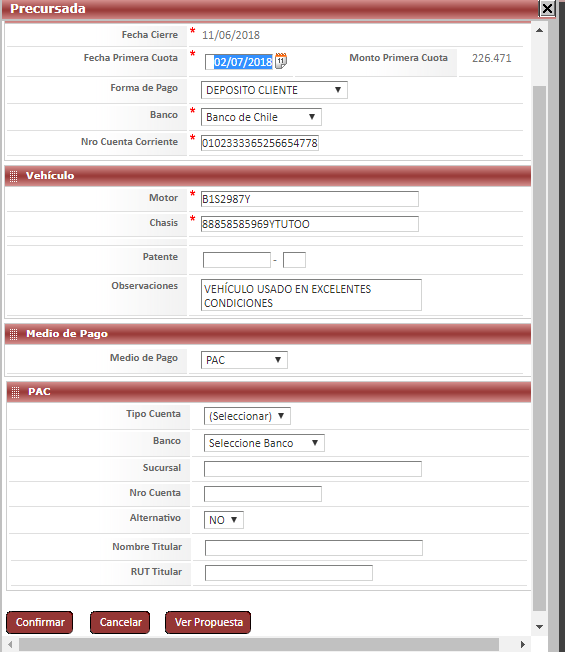 Precursada
Fecha Cierre * 11/06/2018
Fecha Primera Cuota * 02/07/2018 Monto Primera Cuota 226.471
Forma de Pago DEPOSITO CLIENTE
Banco * Banco de Chile
Nro Cuenta Corriente * 0102333365256654778
Vehículo
Motor * B1S2987Y
Chasis * 88858585969YTUTOO
Patente -
Observaciones VEHÍCULO USADO EN EXCELENTES
CONDICIONES
Medio de Pago
Medio de Pago PAC
PAC
Tipo Cuenta (Seleccionar)
Banco Seleccione Banco
Sucursal
Nro Cuenta
Alternativo NO
Nombre Titular
RUT Titular
Confirmar Cancelar Ver Propuesta